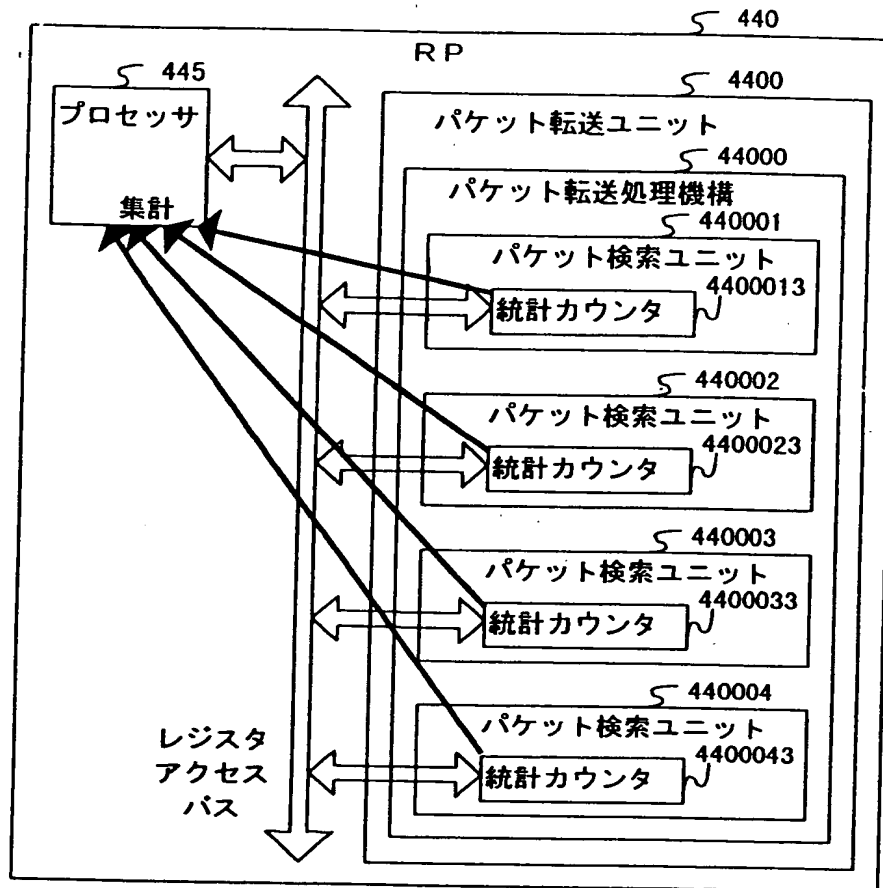 440
RP
445
プロセッサ
集計
4400
パケット転送ユニット
44000
パケット転送処理機構
440001
パケット検索ユニット
4400013
統計カウンタ
440002
パケット検索ユニット
4400023
統計カウンタ
440003
パケット検索ユニット
4400033
統計カウンタ
440004
パケット検索ユニット
4400043
統計カウンタ
レジスタ
アクセス
バス